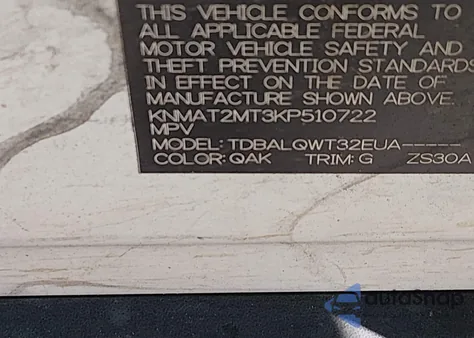 THIS VEHICLE CONFORMS TO
ALL APPLICABLE FEDERAL
MOTOR VEHICLE SAFETY AND
THEFT PREVENTION STANDARDS
IN EFFECT ON THE DATE OF
MANUFACTURE SHOWN ABOVE.
KNMAT2MT3KP510722
MPV
MODEL: TDBALQWT32EUA-----
COLOR: QAK TRIM: G ZS30A
autoSnap